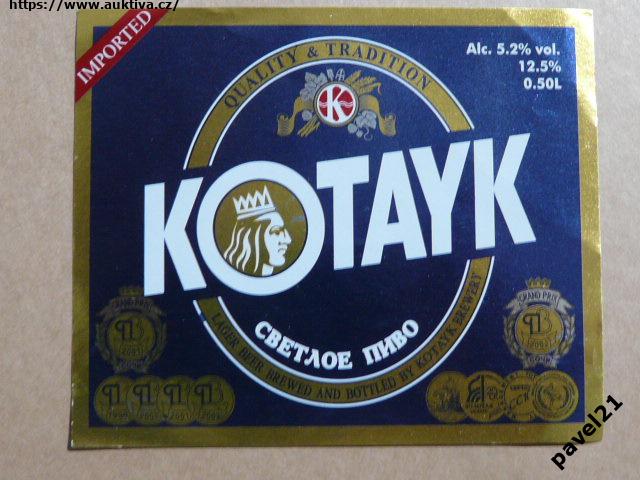 https://www.auktiva.cz/
IMPORTED
QUALITY & TRADITION
Alc. 5.2% vol.
12.5%
0.50L
K
KOTAYK
СВЕТЛОЕ ПИВО
LAGER BEER BREWED AND BOTTLED BY KOTAYK BREWERY
GRAND PRIX
GRAND PRIX
pavel21